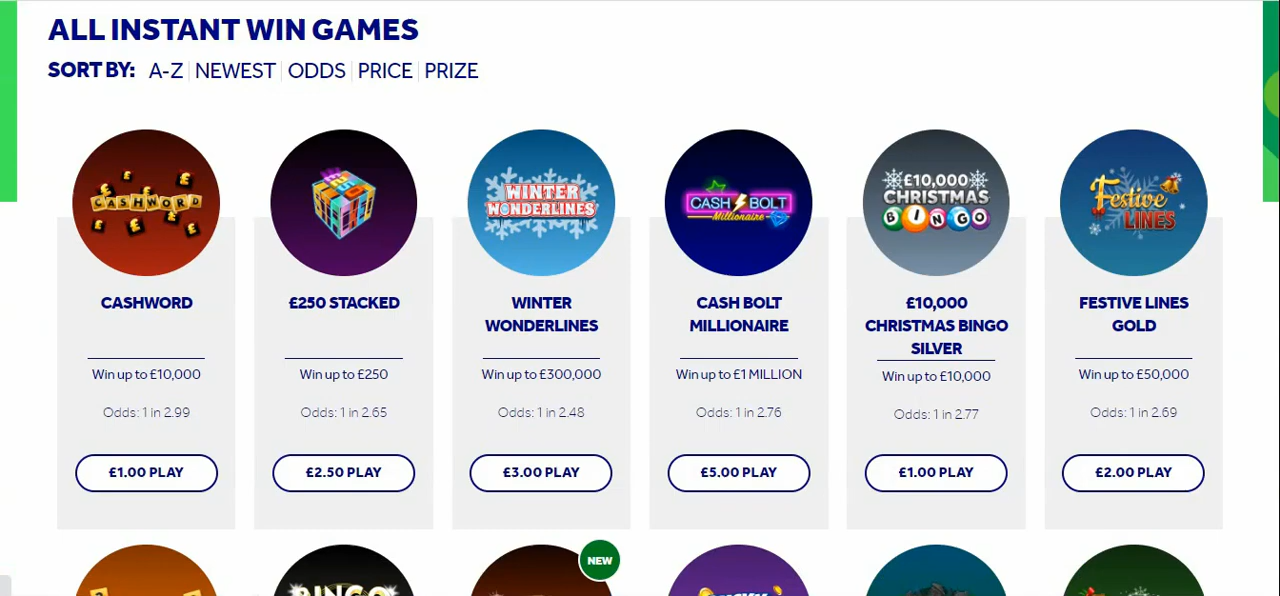 ALL INSTANT WIN GAMES
SORT BY: A-Z NEWEST ODDS PRICE PRIZE
CASHWORD
£250
WINTER
WONDERLINES
CASH BOLT
Millionaire
£10,000
CHRISTMAS
BINGO
Festive
LINES
CASHWORD
£250 STACKED
WINTER
WONDERLINES
CASH BOLT
MILLIONAIRE
£10,000
CHRISTMAS BINGO
SILVER
FESTIVE LINES
GOLD
Win up to £10,000
Win up to £250
Win up to £300,000
Win up to £1 MILLION
Win up to £10,000
Win up to £50,000
Odds: 1 in 2.99
Odds: 1 in 2.65
Odds: 1 in 2.48
Odds: 1 in 2.76
Odds: 1 in 2.77
Odds: 1 in 2.69
£1.00 PLAY
£2.50 PLAY
£3.00 PLAY
£5.00 PLAY
£1.00 PLAY
£2.00 PLAY
BINGO
NEW